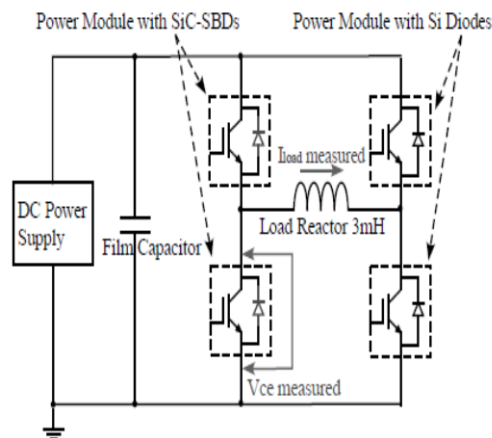 Power Module with SiC-SBDs
Power Module with Si Diodes
Iload measured
DC Power
Supply
Film Capacitor
Load Reactor 3mH
Vce measured